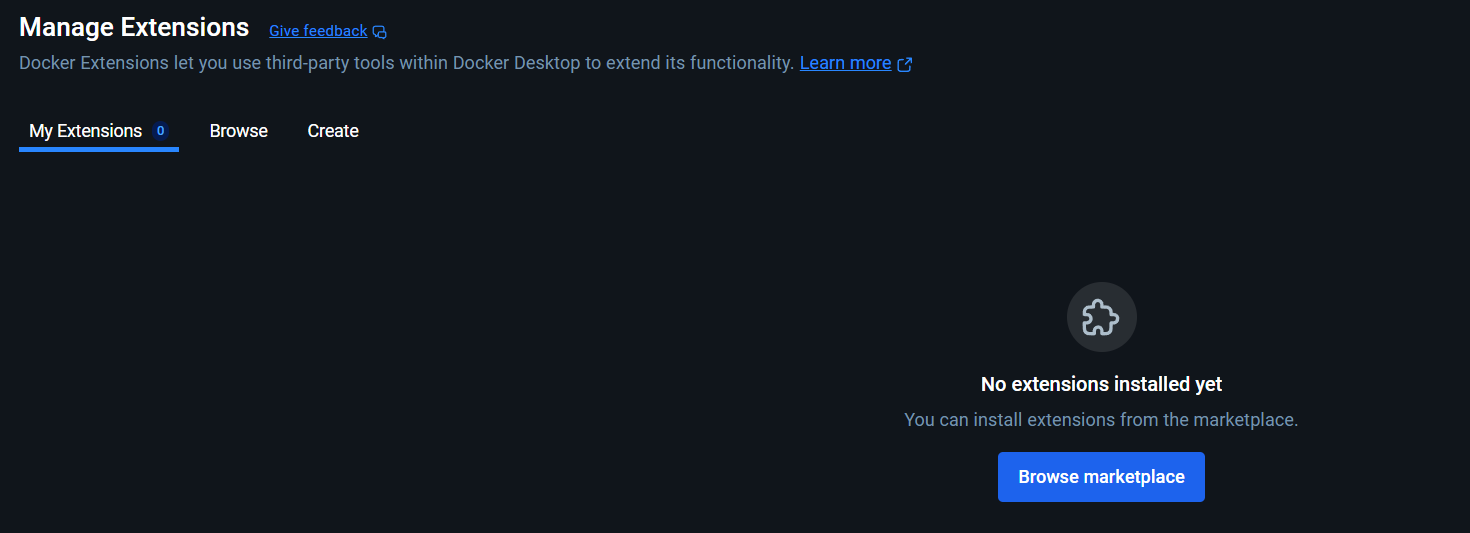 Manage Extensions Give feedback
Docker Extensions let you use third-party tools within Docker Desktop to extend its functionality. Learn more
My Extensions 0 Browse Create
No extensions installed yet
You can install extensions from the marketplace.
Browse marketplace